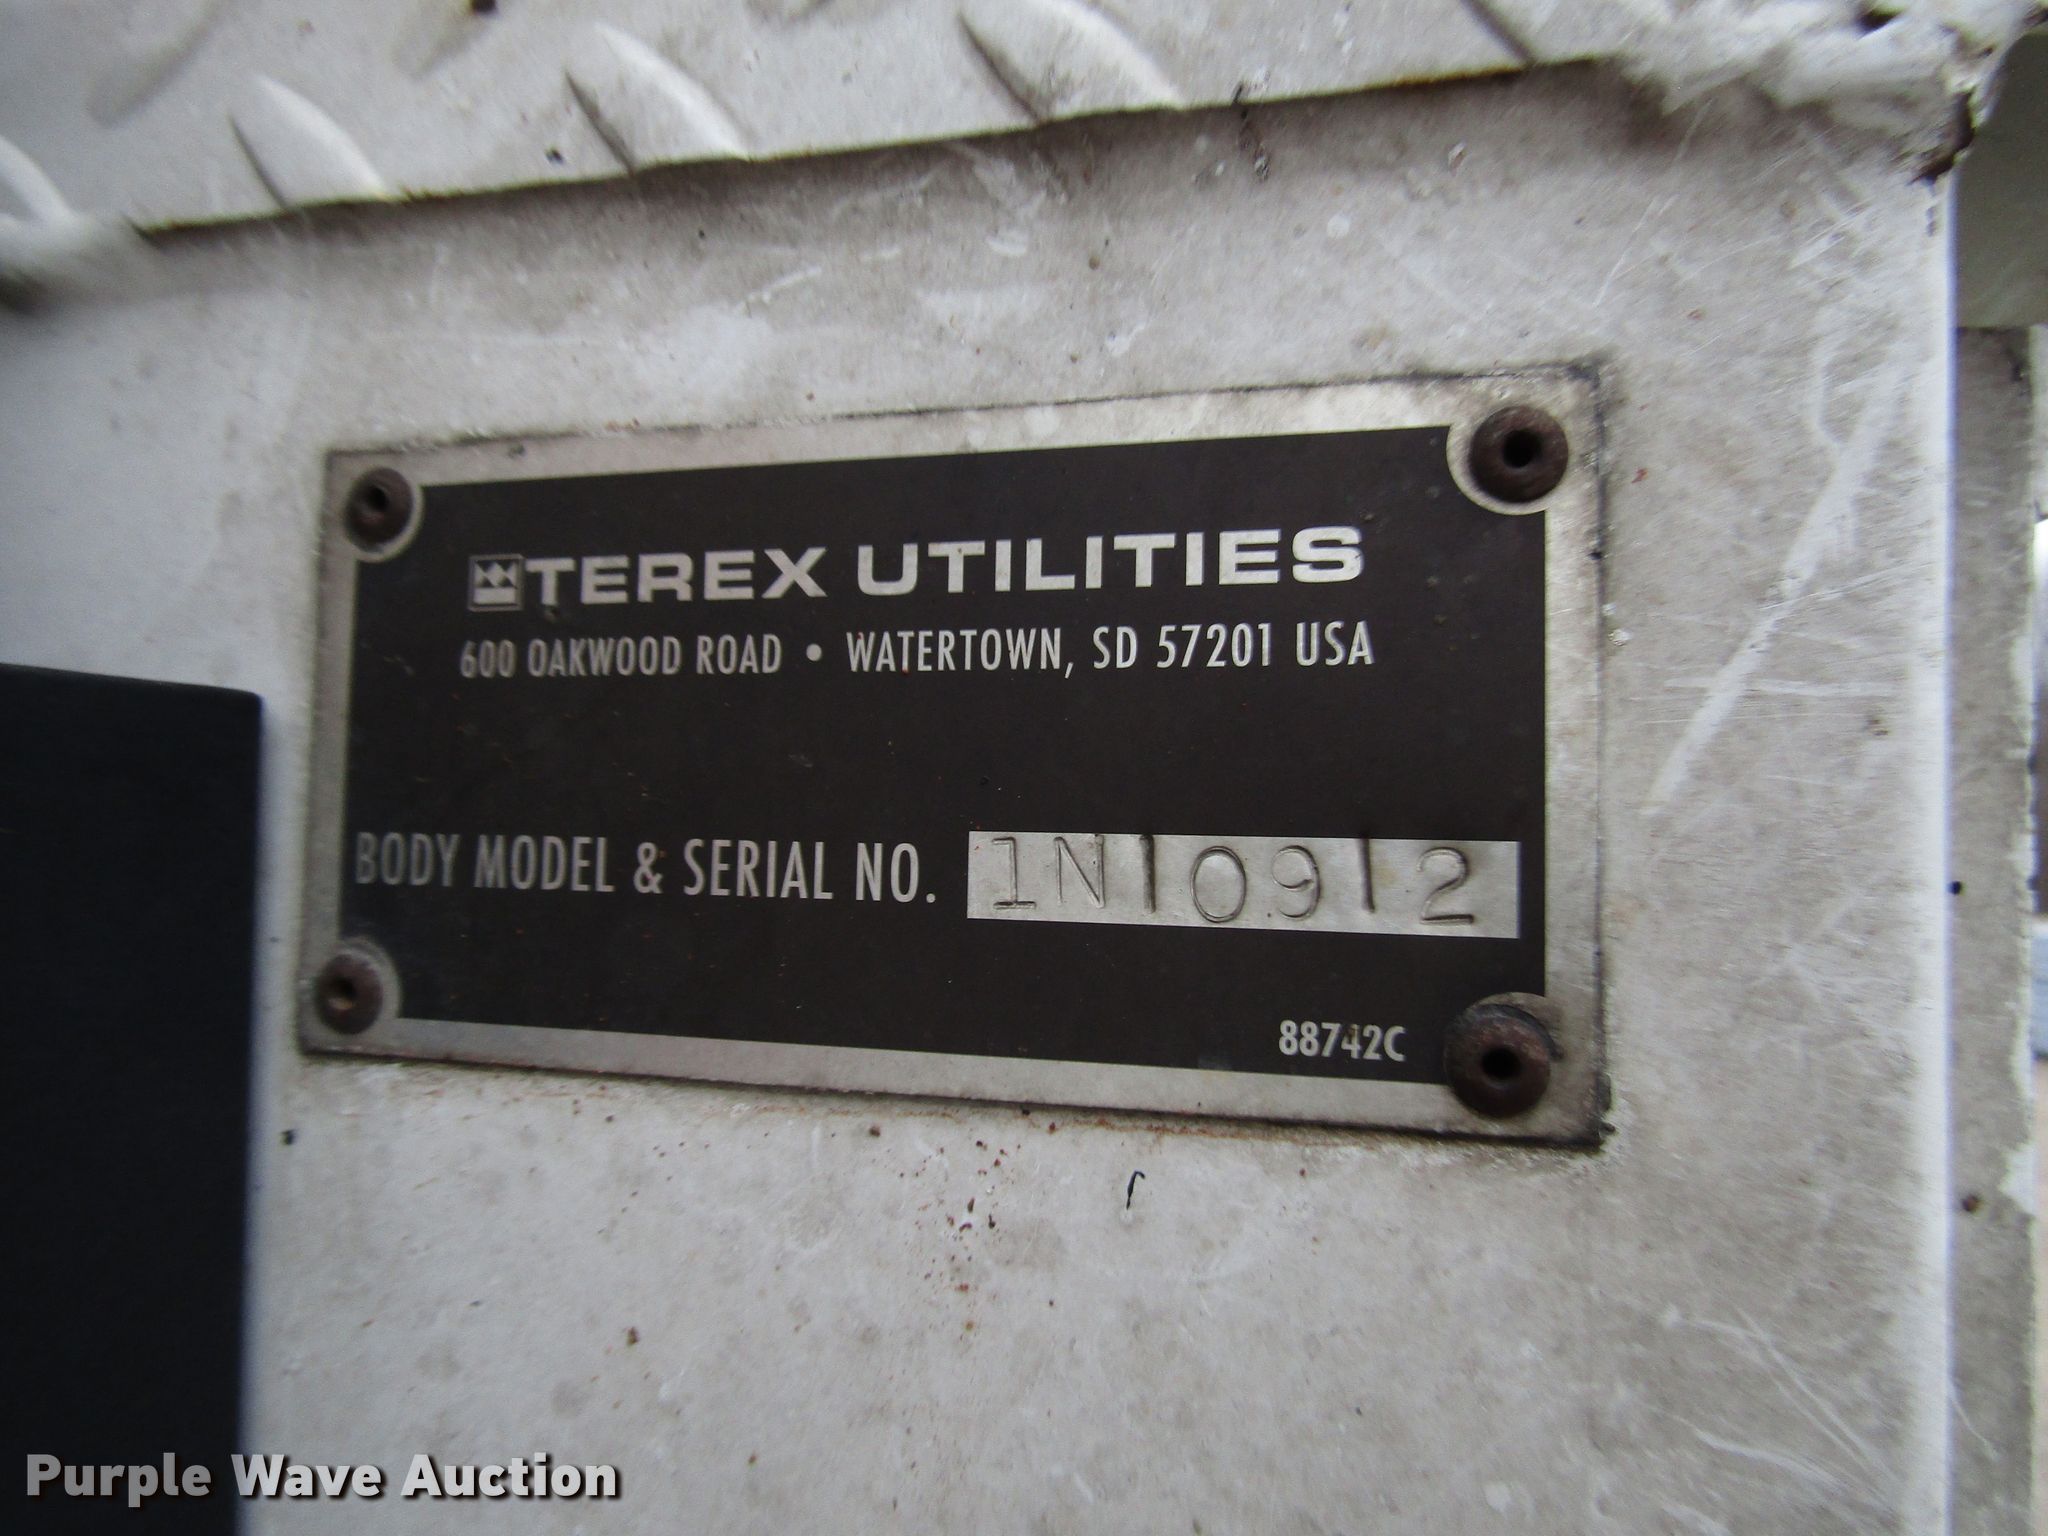 TEREX UTILITIES
600 OAKWOOD ROAD • WATERTOWN, SD 57201 USA
BODY MODEL & SERIAL NO. 1N10912
88742C
Purple Wave Auction